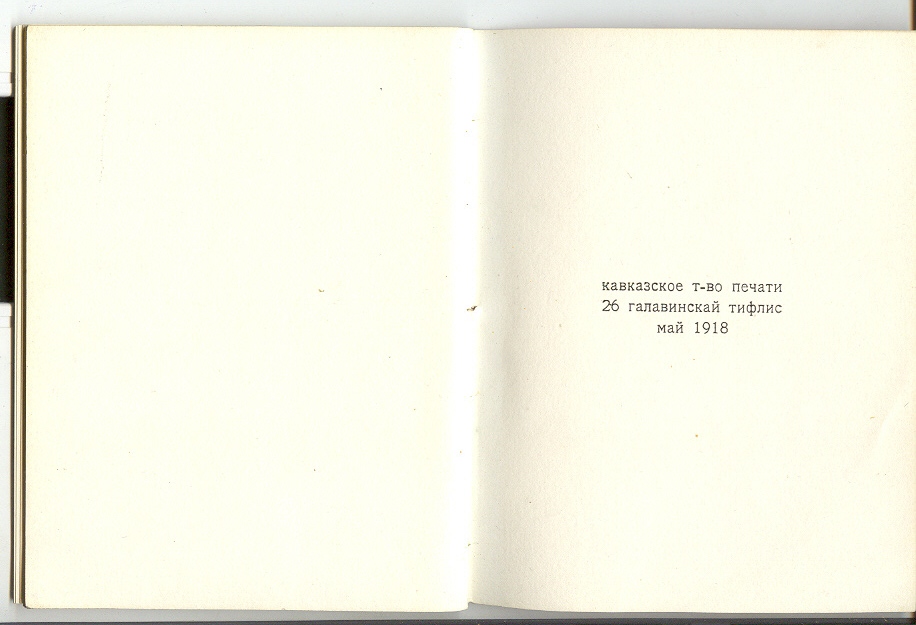 кавказское т-во печати
26 галавинскай тифлис
май 1918